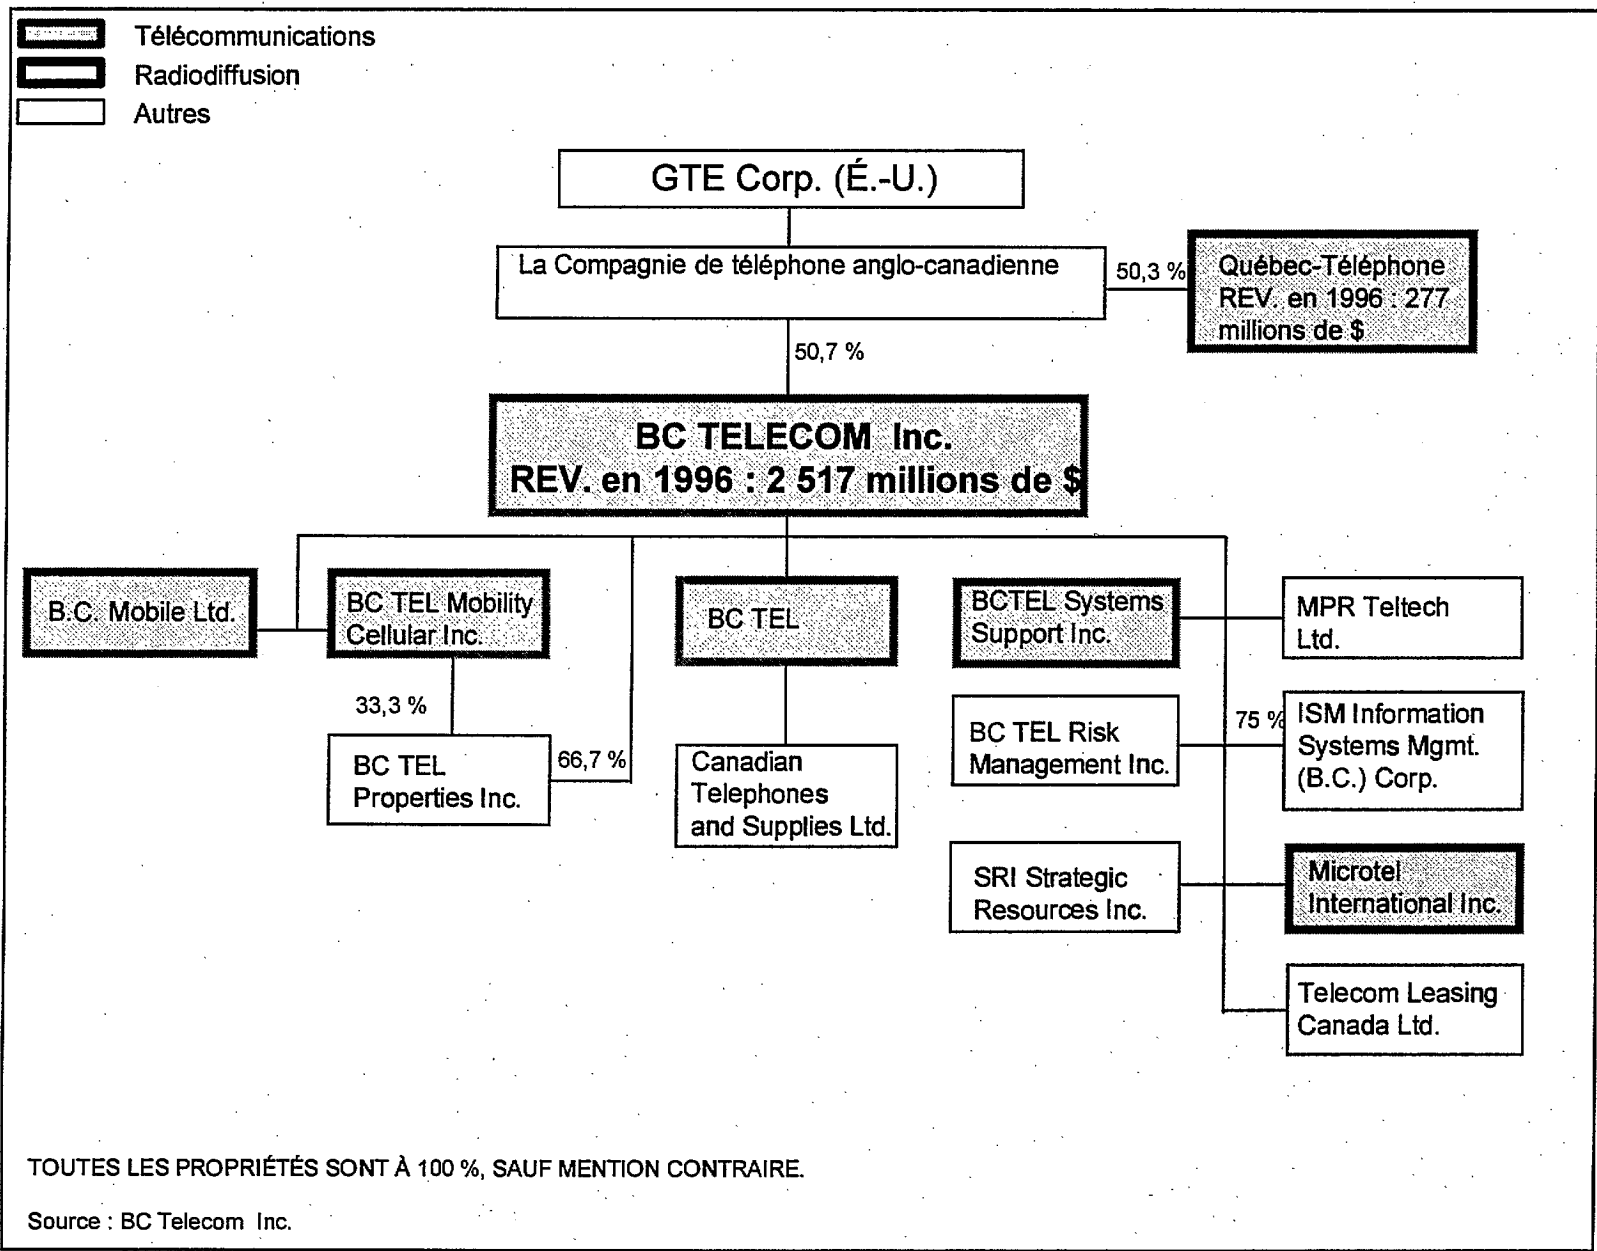 Télécommunications
Radiodiffusion
Autres
GTE Corp. (É.-U.)
La Compagnie de téléphone anglo-canadienne
50,3 %
Québec-Téléphone
REV. en 1996 : 277
millions de $
50,7 %
BC TELECOM Inc.
REV. en 1996 : 2 517 millions de $
B.C. Mobile Ltd.
BC TEL Mobility
Cellular Inc.
BC TEL
BCTEL Systems
Support Inc.
MPR Teltech
Ltd.
33,3 %
BC TEL
Properties Inc.
66,7 %
Canadian
Telephones
and Supplies Ltd.
BC TEL Risk
Management Inc.
75 %
ISM Information
Systems Mgmt.
(B.C.) Corp.
SRI Strategic
Resources Inc.
Microtel
International Inc.
Telecom Leasing
Canada Ltd.
TOUTES LES PROPRIÉTÉS SONT À 100 %, SAUF MENTION CONTRAIRE.
Source : BC Telecom Inc.